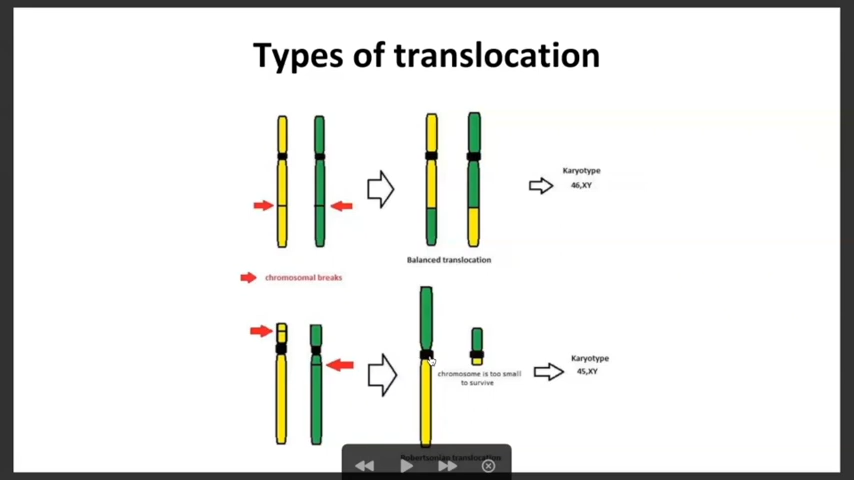 Types of translocation
Karyotype
46,XY
Balanced translocation
chromosomal breaks
chromosome is too small
to survive
Karyotype
45,XY
Robertsonian translocation